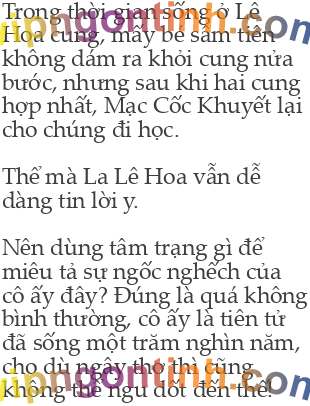 Trong thời gian sống ở Lê
Hoa cung, mấy bé sâm tiên
không dám ra khỏi cung nửa
bước, nhưng sau khi hai cung
hợp nhất, Mạc Cốc Khuyết lại
cho chúng đi học.
Thể mà La Lê Hoa vẫn dễ
dàng tin lời y.
Nên dùng tâm trạng gì để
miêu tả sự ngốc nghếch của
cô ấy đây? Đúng là quá không
bình thường, cô ấy là tiên tử
đã sống một trăm nghìn năm,
cho dù ngây thơ thì cũng
không thể ngu dốt đến thế!
vipngontinh.com
vipngontinh.com